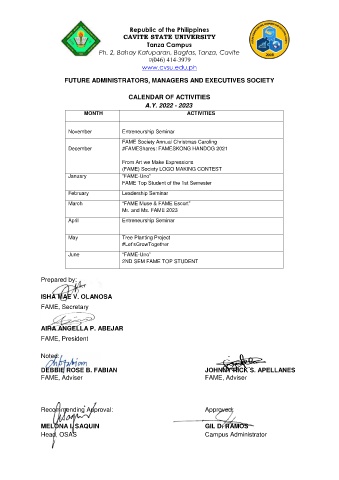 Republic of the Philippines
CAVITE STATE UNIVERSITY
Tanza Campus
Ph. 2, Bahay Katuparan, Bagtas, Tanza, Cavite
(046) 414-3979
www.cvsu.edu.ph
FUTURE ADMINISTRATORS, MANAGERS AND EXECUTIVES SOCIETY
CALENDAR OF ACTIVITIES
A.Y. 2022 - 2023
MONTH ACTIVITIES
November Entreneurship Seminar
FAME Society Annual Christmas Caroling
December #FAMEShares: FAMESKONG HANDOG 2021
From Art we Make Expressions
(FAME) Society LOGO MAKING CONTEST
January "FAME-Uno"
FAME Top Student of the 1st Semester
February Leadership Seminar
March "FAME Muse & FAME Escort"
Mr. and Ms. FAME 2023
April Entreneurship Seminar
May Tree Planting Project
#Let'sGrowTogether
June "FAME-Uno"
2ND SEM FAME TOP STUDENT
Prepared by:
ISHA MAE V. OLANOSA
FAME, Secretary
AIRA ANGELLA P. ABEJAR
FAME, President
Noted:
DEBBIE ROSE B. FABIAN JOHNNA MICK S. APELLANES
FAME, Adviser FAME, Adviser
Recommending Approval: Approved:
MELONA I. SAQUIN GIL D. RAMOS
Head, OSAS Campus Administrator